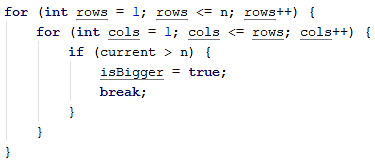 for (int rows = 1; rows <= n; rows++) {
    for (int cols = 1; cols <= rows; cols++) {
        if (current > n) {
            isBigger = true;
            break;
        }
    }
}